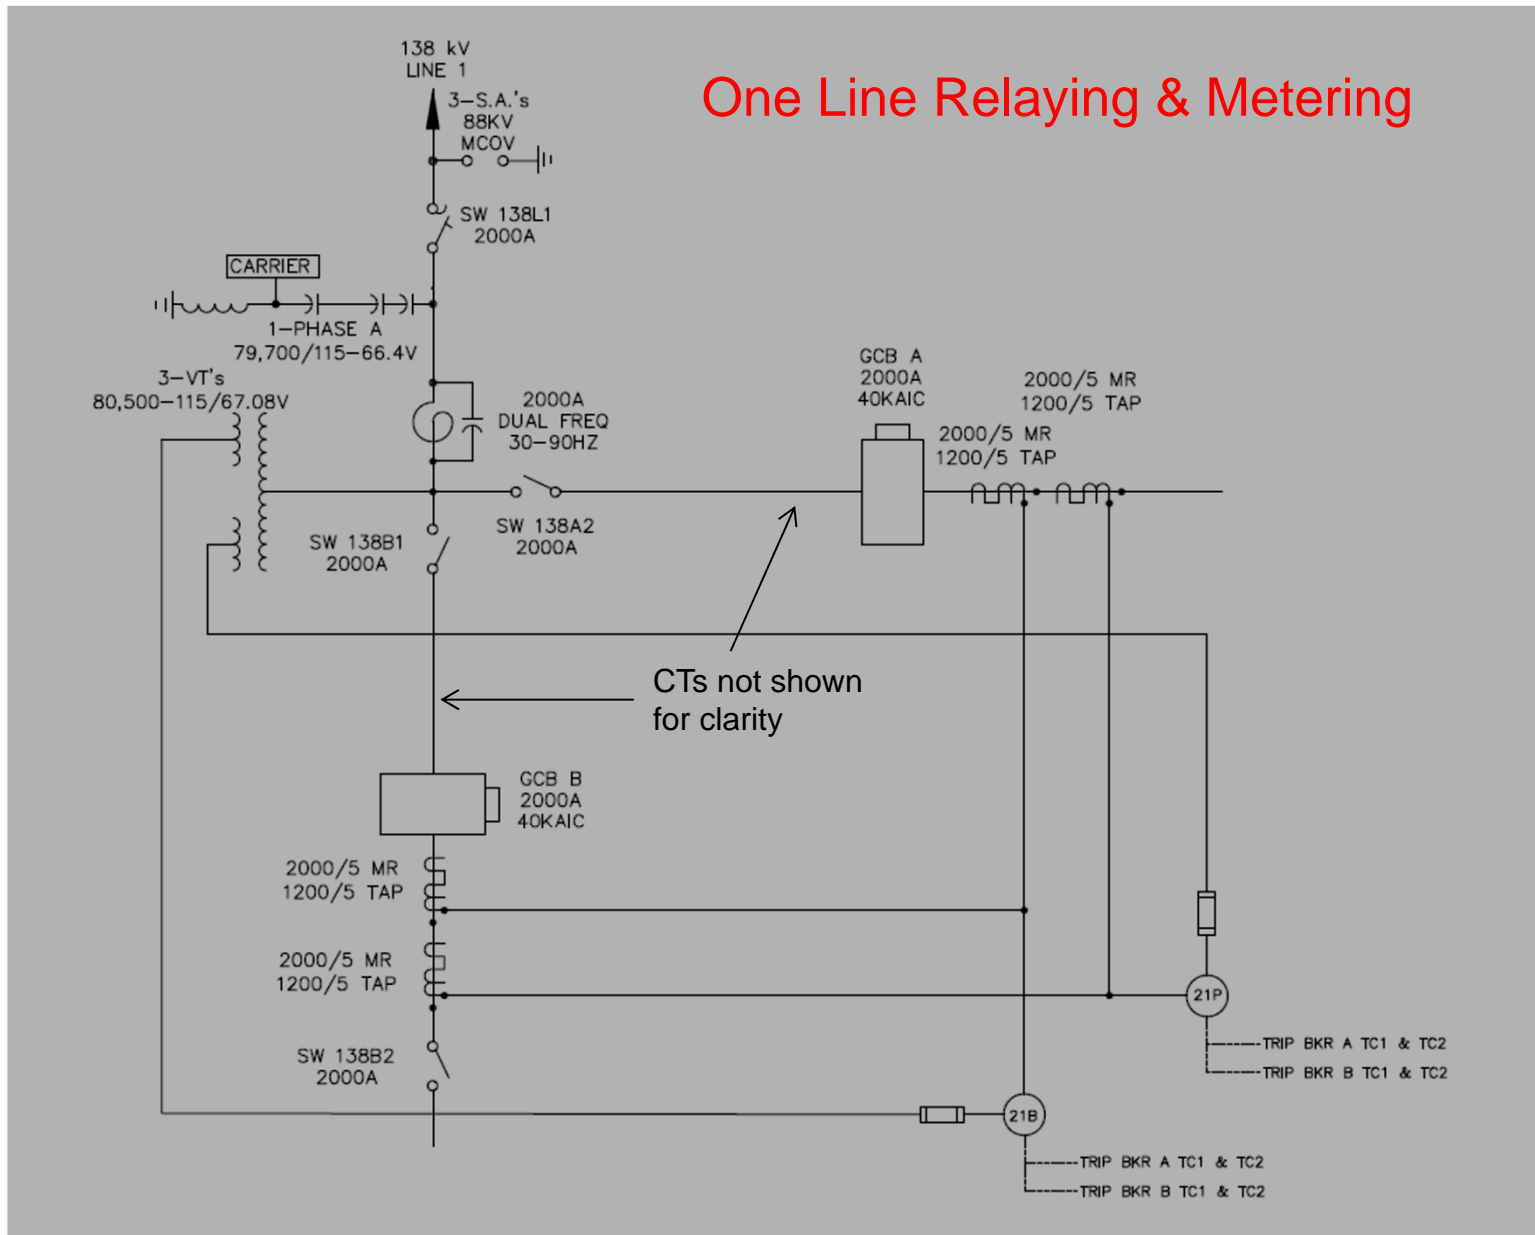 One Line Relaying & Metering
138 kV
LINE 1
3-S.A.'s
88KV
MCOV
SW 138L1
2000A
CARRIER
1-PHASE A
79,700/115-66.4V
3-VT's
80,500-115/67.08V
2000A
DUAL FREQ
30-90HZ
GCB A
2000A
40KAIC
2000/5 MR
1200/5 TAP
2000/5 MR
1200/5 TAP
SW 138A2
2000A
SW 138B1
2000A
CTs not shown
for clarity
GCB B
2000A
40KAIC
2000/5 MR
1200/5 TAP
2000/5 MR
1200/5 TAP
SW 138B2
2000A
21P
TRIP BKR A TC1 & TC2
TRIP BKR B TC1 & TC2
21B
TRIP BKR A TC1 & TC2
TRIP BKR B TC1 & TC2